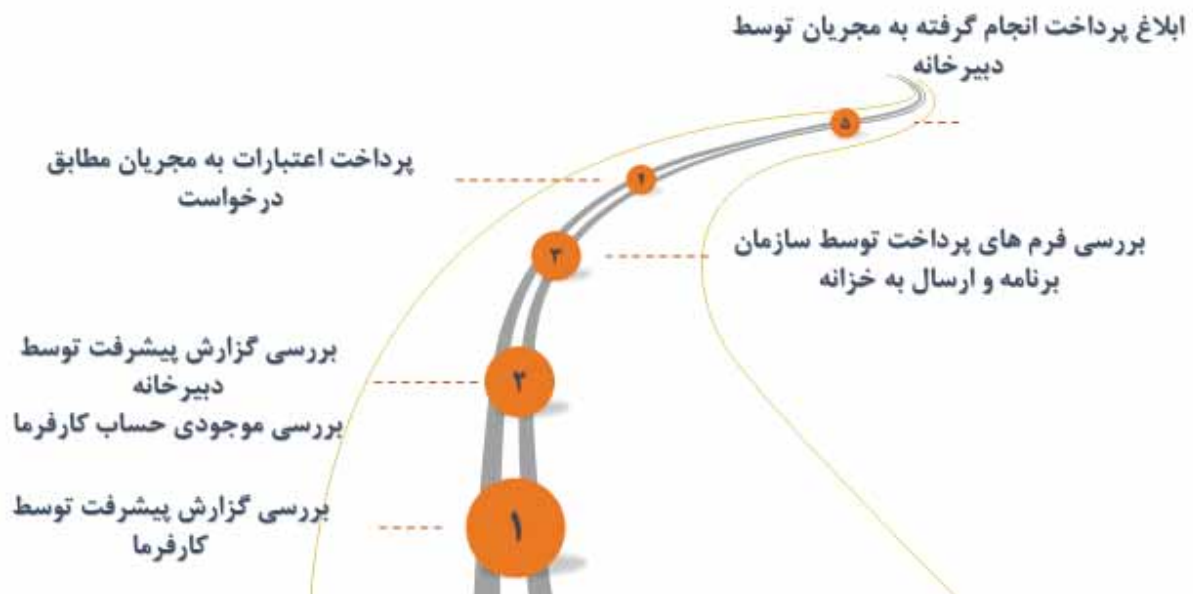 ابلاغ پرداخت انجام گرفته به مجریان توسط
دبیرخانه
۵
پرداخت اعتبارات به مجریان مطابق
درخواست
۴
بررسی فرم های پرداخت توسط سازمان
برنامه و ارسال به خزانه
۳
بررسی گزارش پیشرفت توسط
دبیرخانه
بررسی موجودی حساب کارفرما
۲
بررسی گزارش پیشرفت توسط
کارفرما
۱